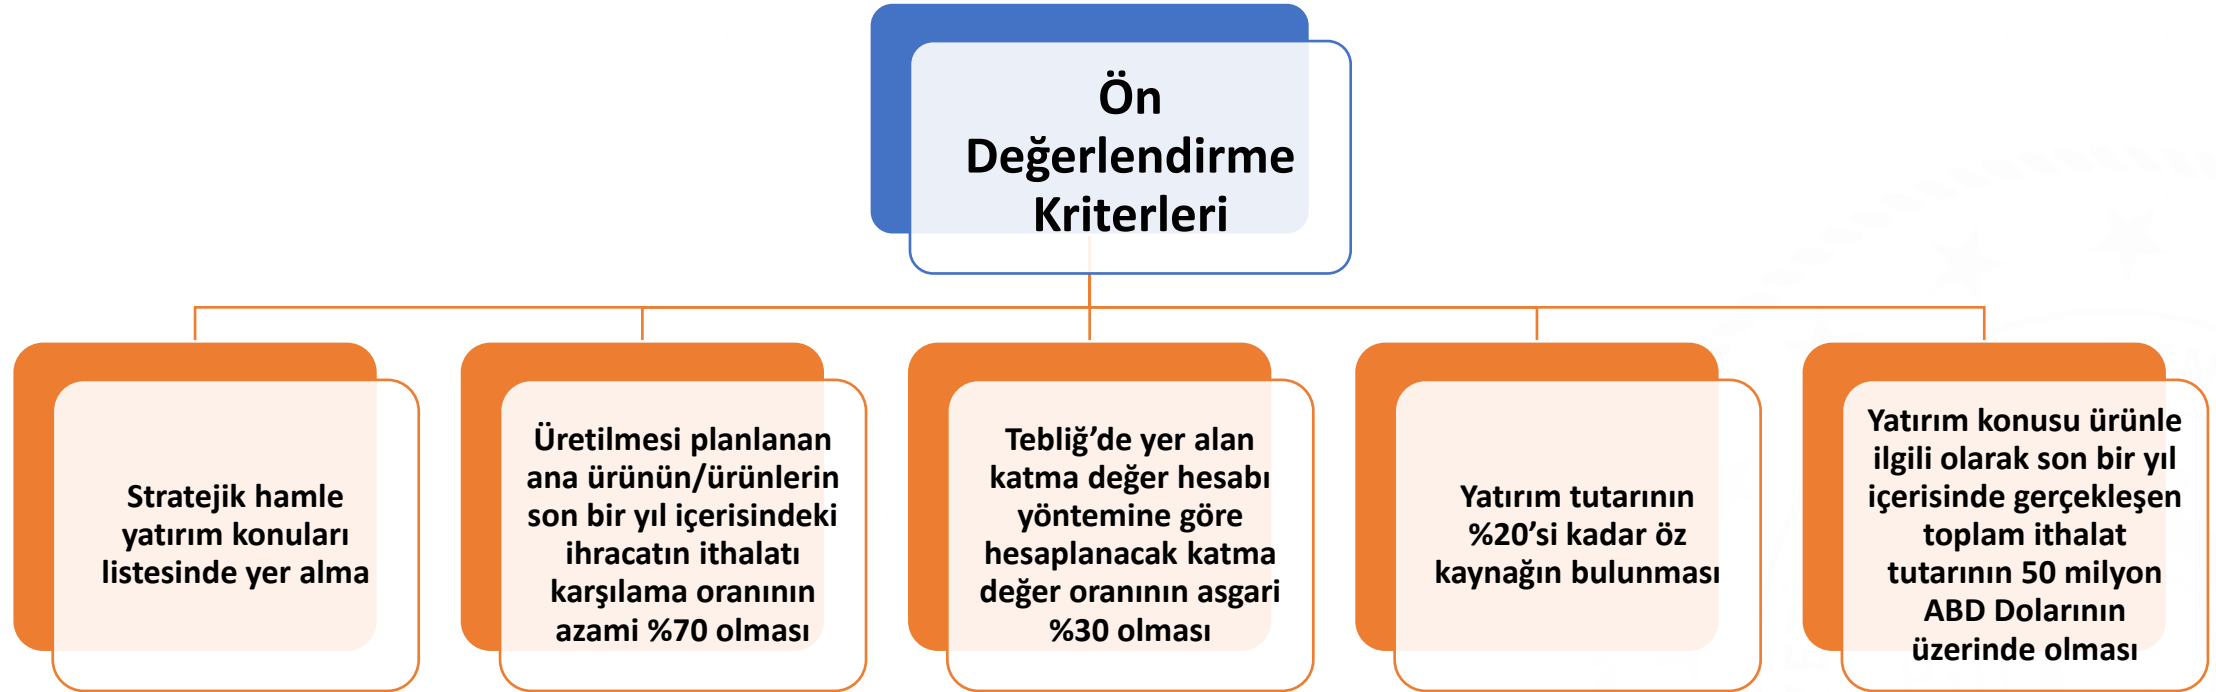 Ön
Değerlendirme
Kriterleri
Stratejik hamle
yatırım konuları
listesinde yer alma
Üretilmesi planlanan
ana ürünün/ürünlerin
son bir yıl içerisindeki
ihracatın ithalatı
karşılama oranının
azami %70 olması
Tebliğ’de yer alan
katma değer hesabı
yöntemine göre
hesaplanacak katma
değer oranının asgari
%30 olması
Yatırım tutarının
%20’si kadar öz
kaynağın bulunması
Yatırım konusu ürünle
ilgili olarak son bir yıl
içerisinde gerçekleşen
toplam ithalat
tutarının 50 milyon
ABD Dolarının
üzerinde olması